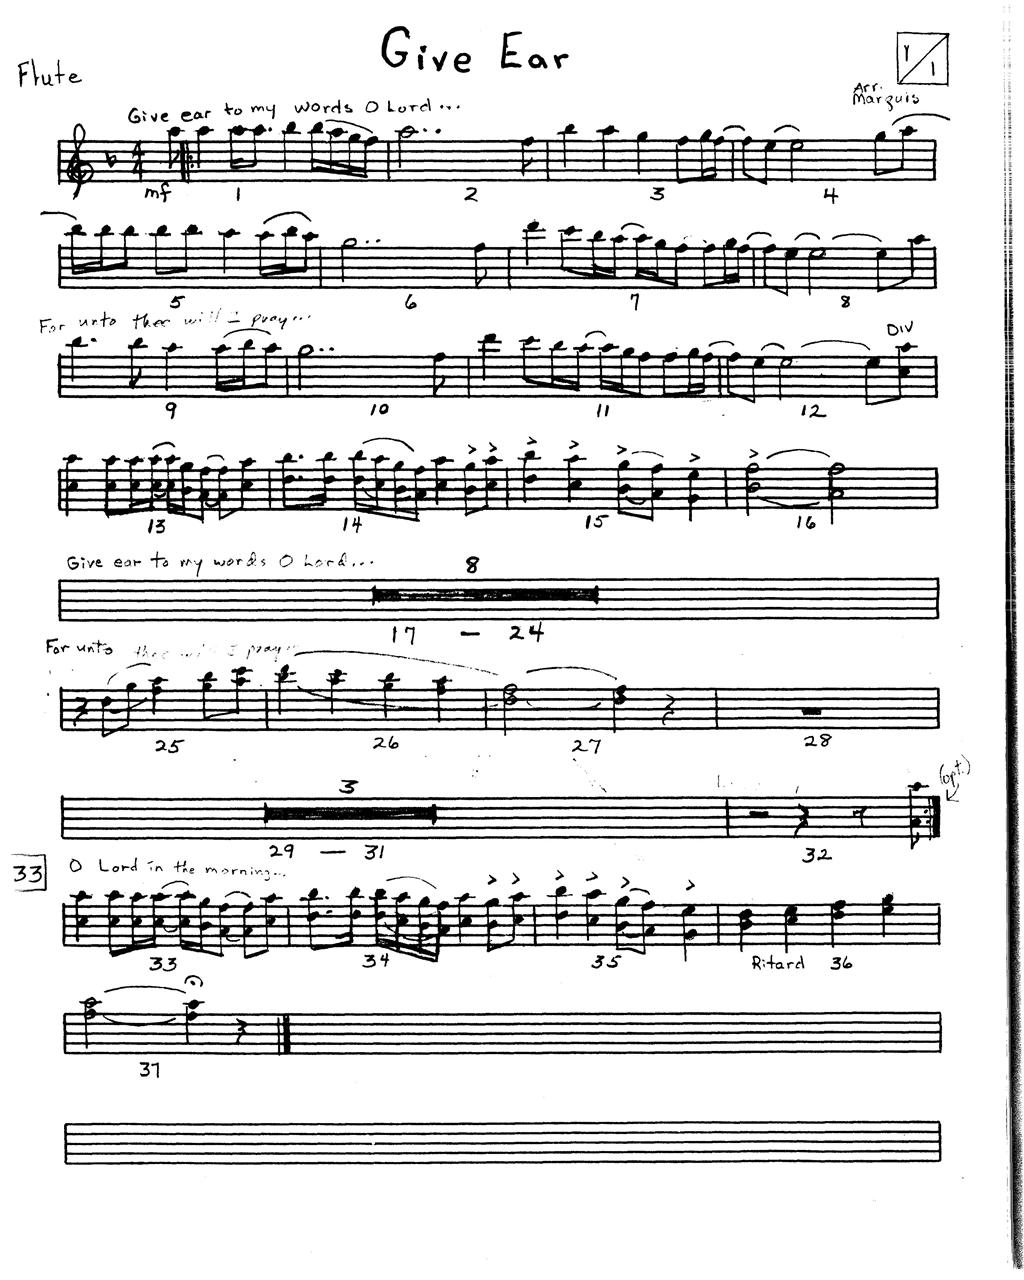 Give Ear
Y 1
Flute
Arr. Marquis
Give ear to my words O Lord...
mf 1 2 3 4
5 6 7 8
For unto thee will I pray...
DIV
9 10 11 12
> > > > > > >
13 14 15 16
Give ear to my words O Lord...
8
17 — 24
For unto thee will I pray
25 26 27 28
(opt.)
3
29 — 31 32
33 O Lord in the morning...
> > > > > >
33 34 35 Ritard 36
37